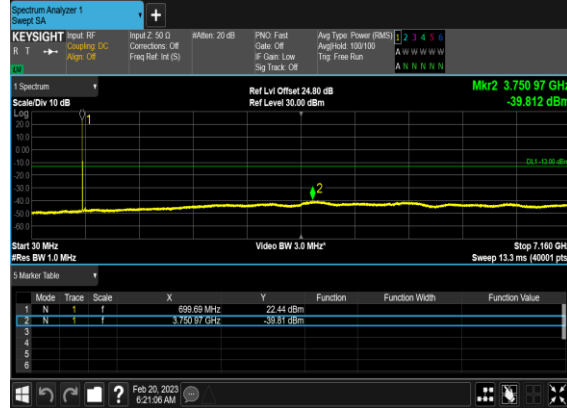 Spectrum Analyzer 1
Swept SA
+
KEYSIGHT Input: RF Input Z: 50 Ω #Atten: 20 dB PNO: Fast Avg Type: Power (RMS) 1 2 3 4 5 6
R T Coupling: DC Corrections: Off Gate: Off Avg|Hold: 100/100 A W W W W W
Align: Off Freq Ref: Int (S) IF Gain: Low Trig: Free Run
Sig Track: Off A N N N N N
1 Spectrum Ref Lvl Offset 24.80 dB Mkr2 3.750 97 GHz
Scale/Div 10 dB Ref Level 30.00 dBm -39.812 dBm
Log
1
20.0
10.0
0.00
-10.0
DL1 -13.00 dBm
-20.0
-30.0
2
-40.0
-50.0
-60.0
Start 30 MHz Video BW 3.0 MHz* Stop 7.160 GHz
#Res BW 1.0 MHz Sweep 13.3 ms (40001 pts)
5 Marker Table
Mode Trace Scale X Y Function Function Width Function Value
1 N 1 f 699.69 MHz 22.44 dBm
2 N 1 f 3.750 97 GHz -39.81 dBm
3
4
5
6
? Feb 20, 2023
6:21:06 AM